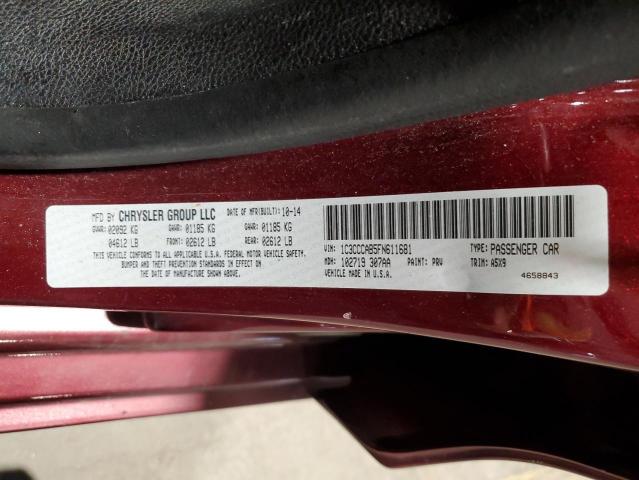 MFD BY CHRYSLER GROUP LLC DATE OF MFR(BUILT): 10-14
GVWR: 02092 KG GAWR: 01185 KG GAWR: 01185 KG
04612 LB FRONT: 02612 LB REAR: 02612 LB
THIS VEHICLE CONFORMS TO ALL APPLICABLE U.S.A. FEDERAL MOTOR VEHICLE SAFETY,
BUMPER AND THEFT PREVENTION STANDARDS IN EFFECT ON
THE DATE OF MANUFACTURE SHOWN ABOVE.
VIN: 1C3CCCAB5FN611681 TYPE: PASSENGER CAR
MDH: 102719 307AA PAINT: PRV TRIM: A5X9
VEHICLE MADE IN U.S.A.
4658843